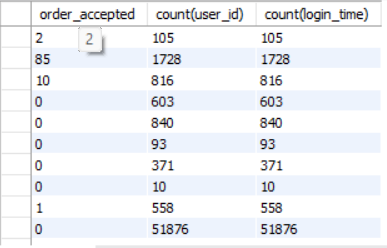 order_accepted count(user_id) count(login_time)
2 2 105 105
85 1728 1728
10 816 816
0 603 603
0 840 840
0 93 93
0 371 371
0 10 10
1 558 558
0 51876 51876